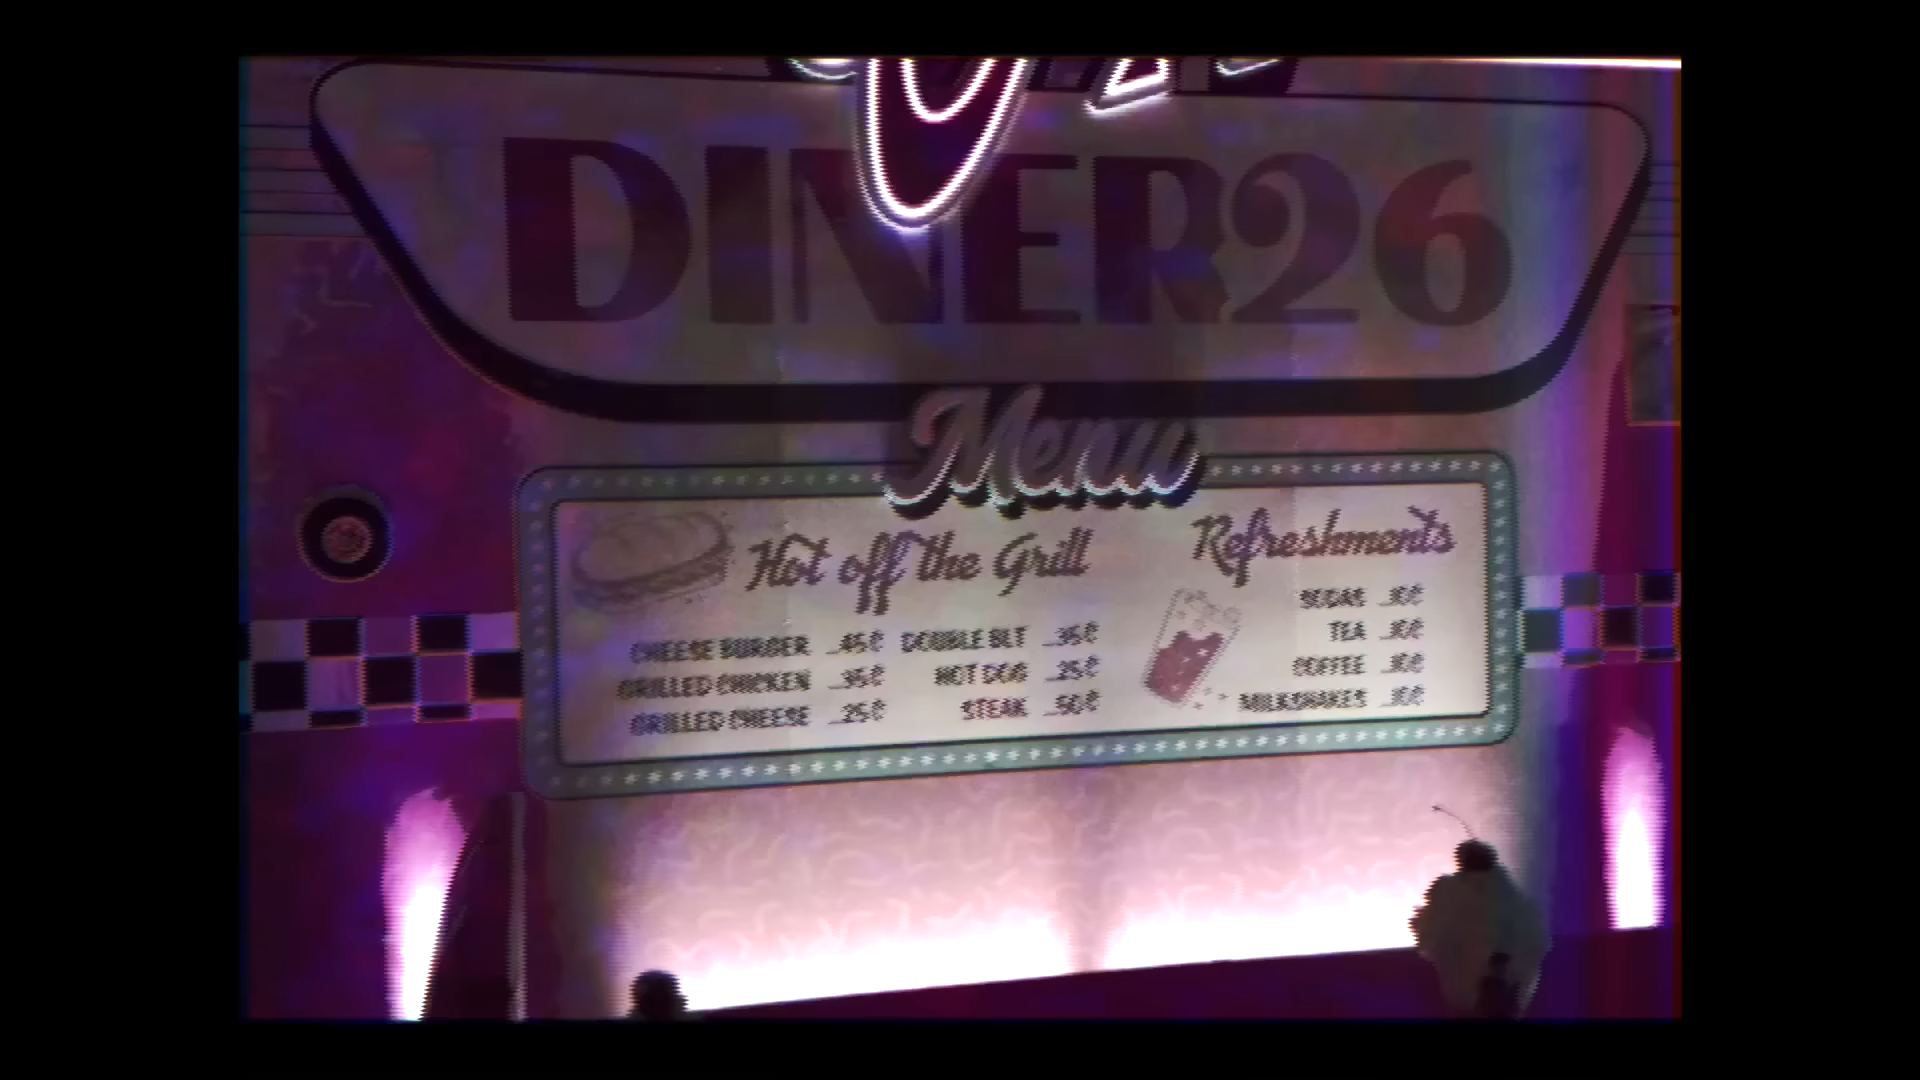 DINER26
Menu
Hot off the Grill
CHEESE BURGER .45¢
GRILLED CHICKEN .35¢
GRILLED CHEESE .25¢
DOUBLE BLT .35¢
HOT DOG .25¢
STEAK .50¢
Refreshments
SODAS .10¢
TEA .10¢
COFFEE .10¢
MILKSHAKES .10¢